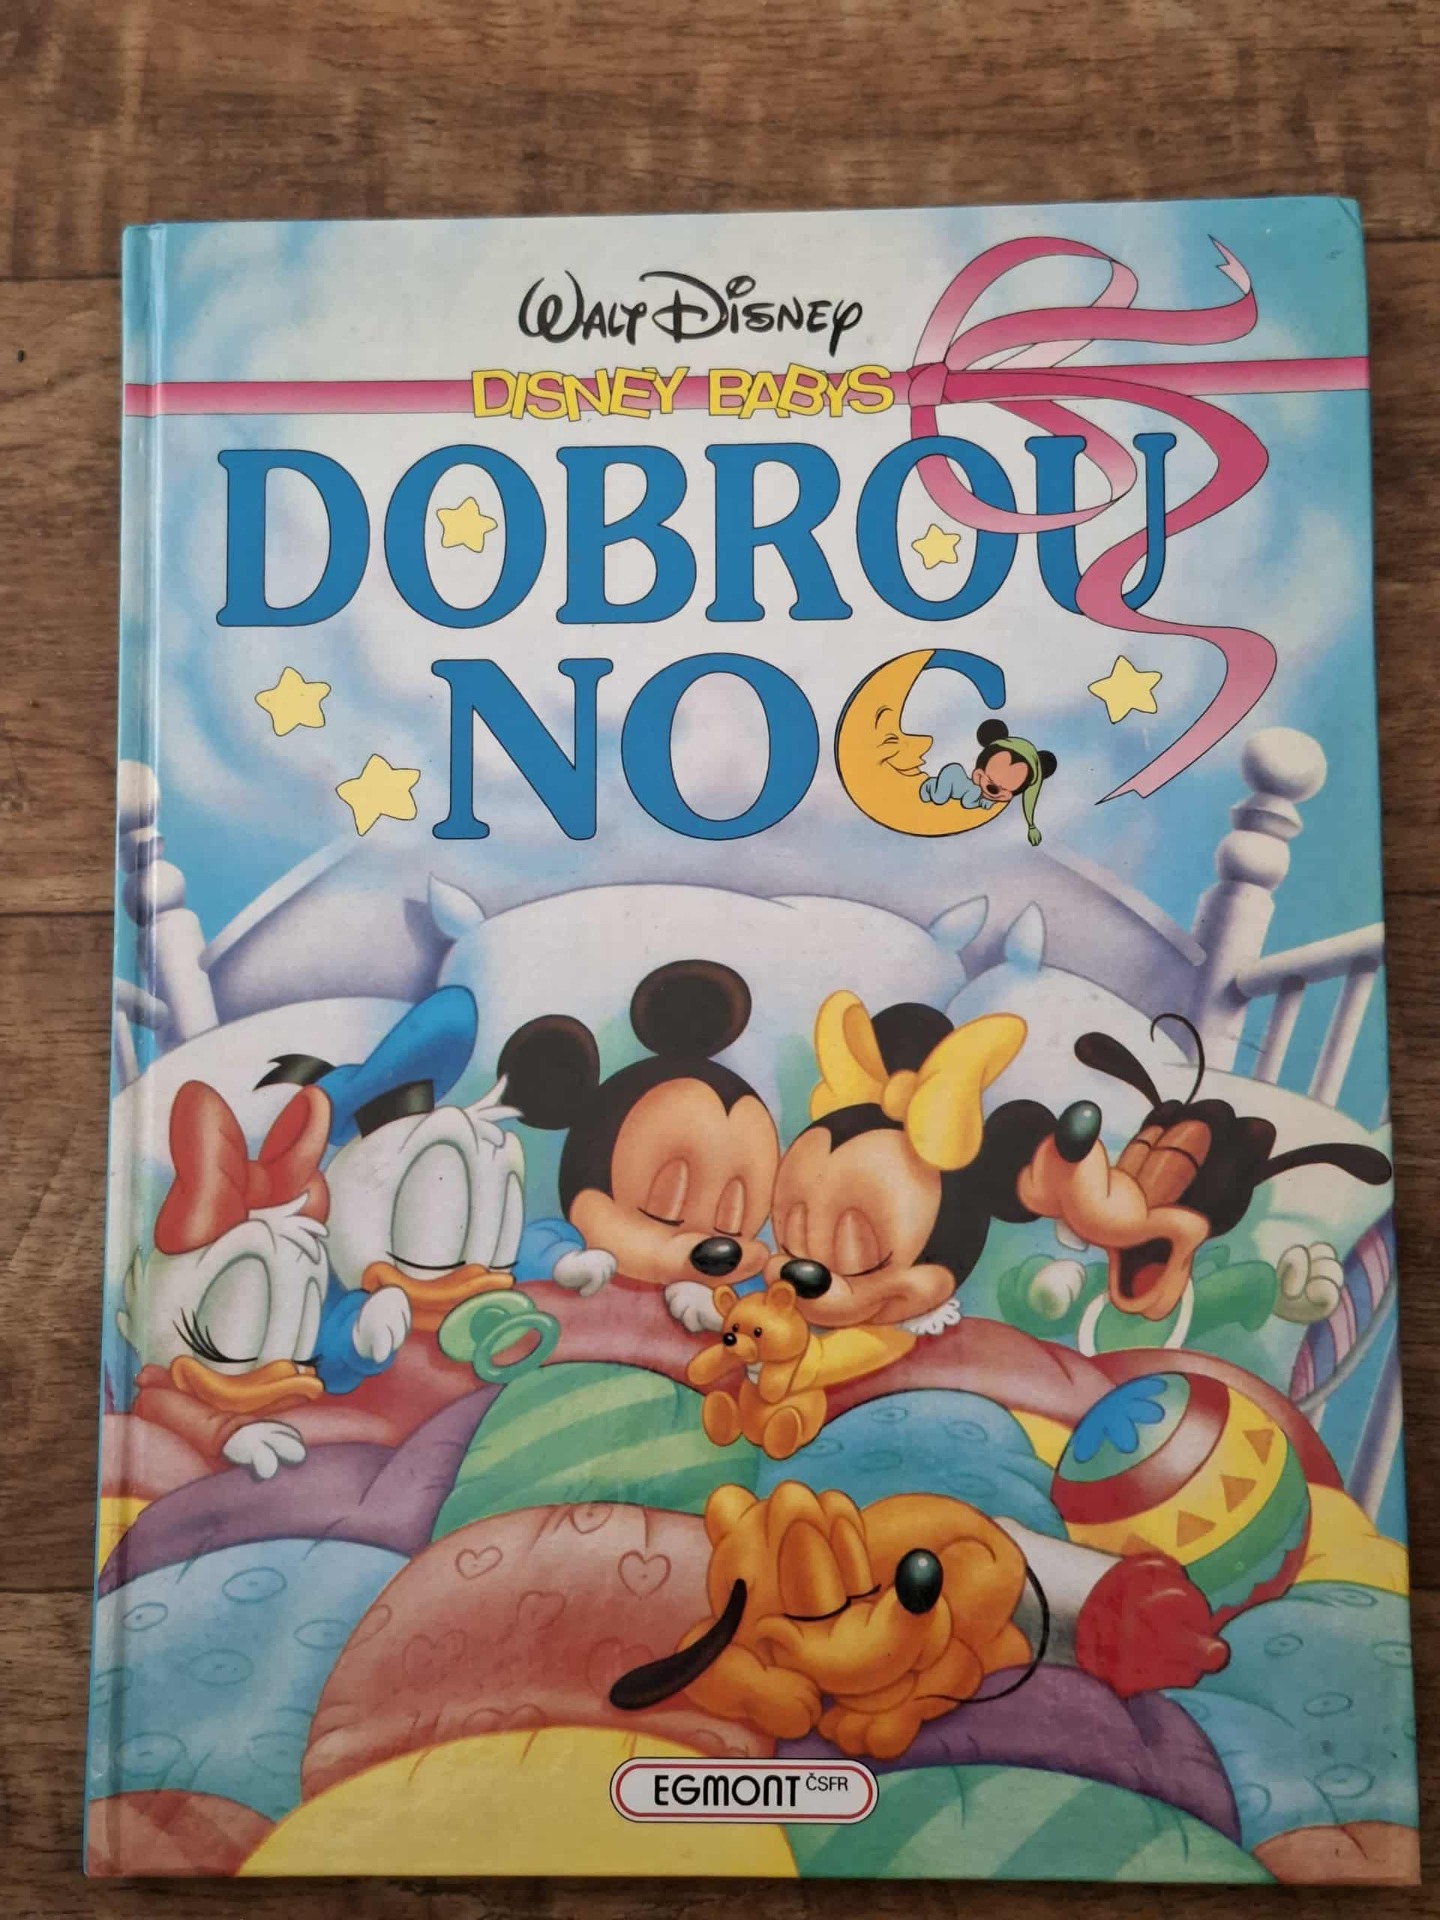 WALT DISNEY
DISNEY BABYS
DOBROU
NOC
EGMONT ČSFR